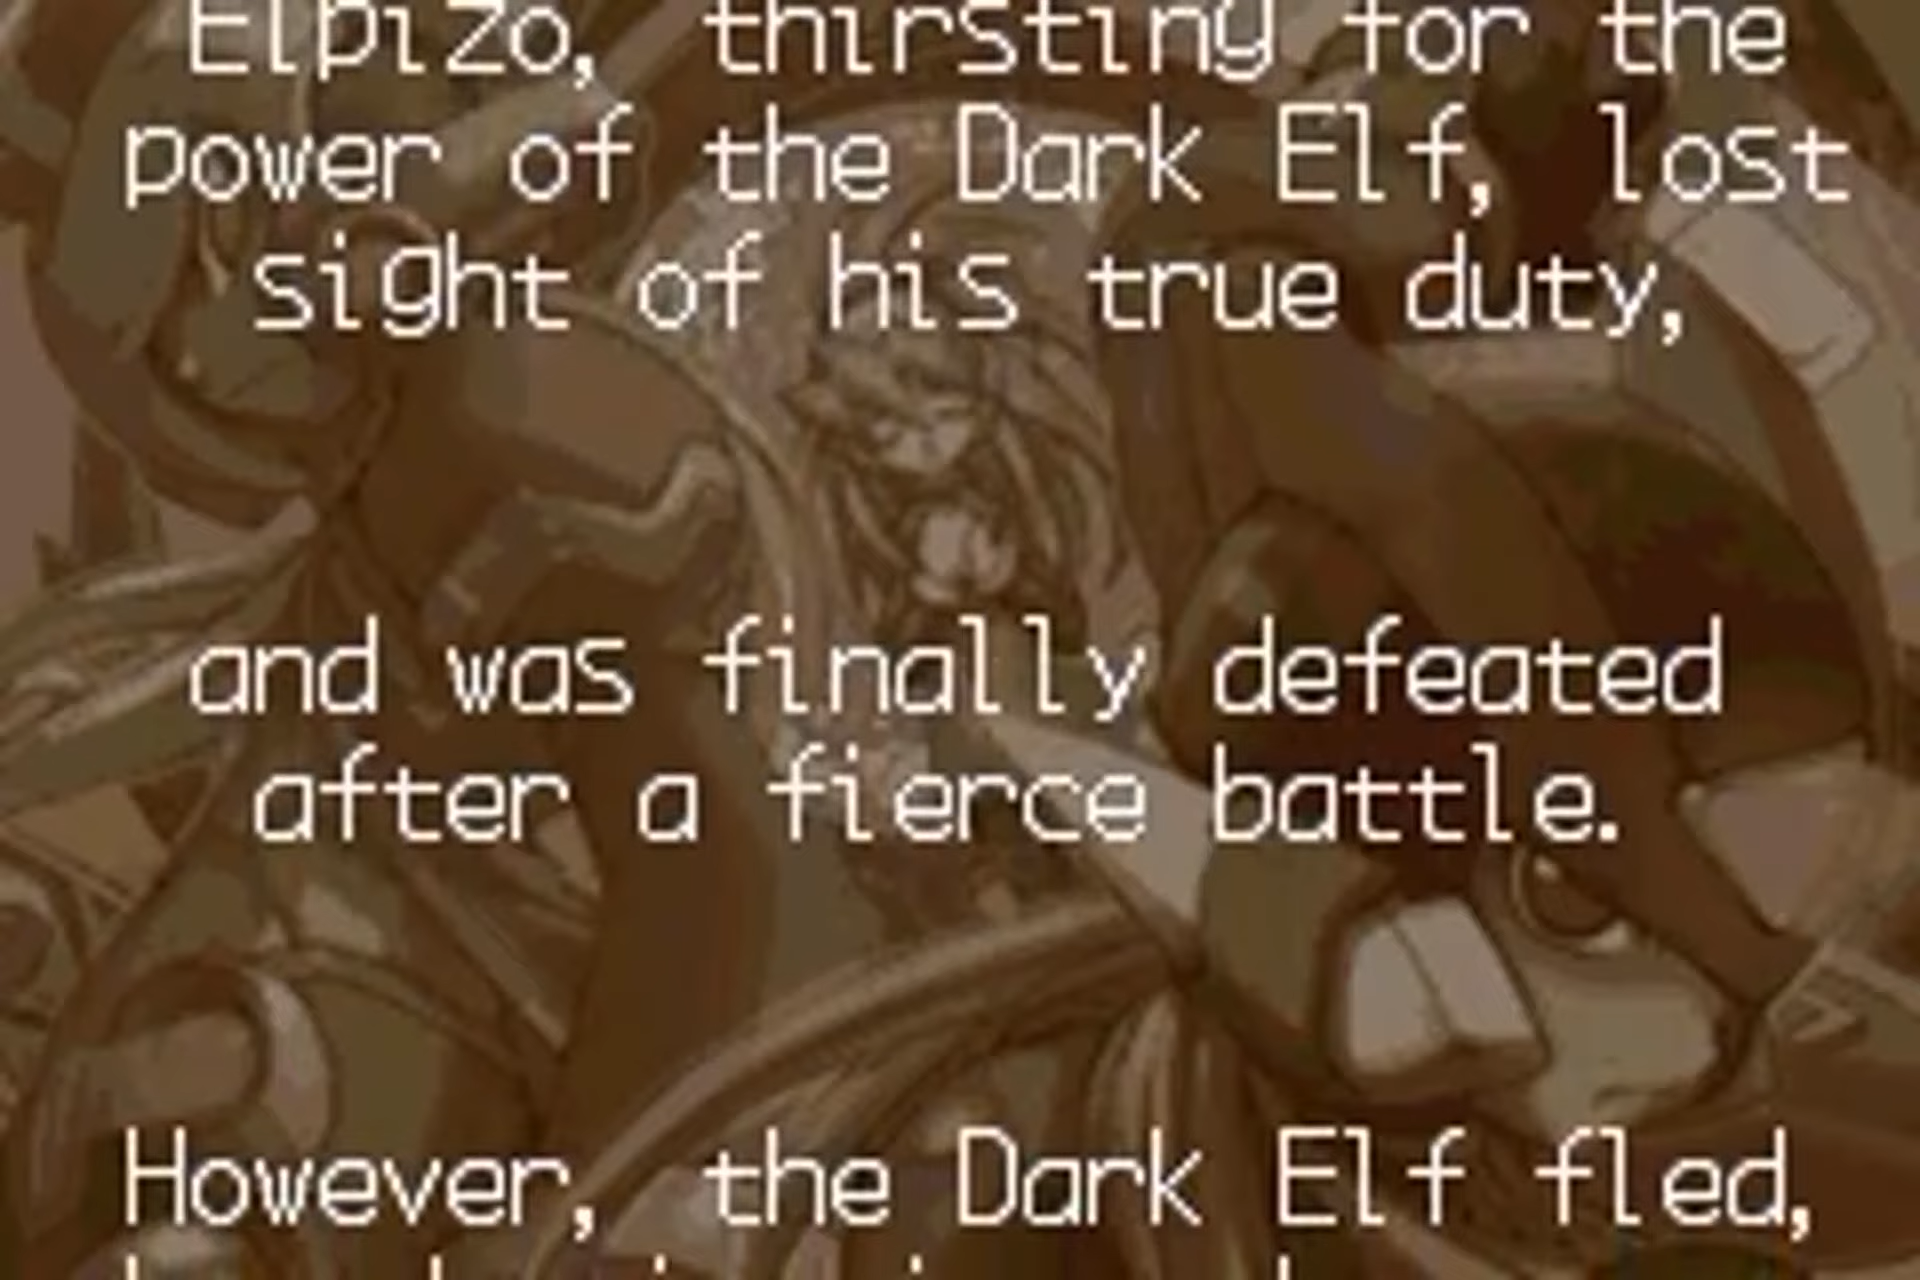 Elpizo, thirsting for the
power of the Dark Elf, lost
sight of his true duty,
and was finally defeated
after a fierce battle.
However, the Dark Elf fled,